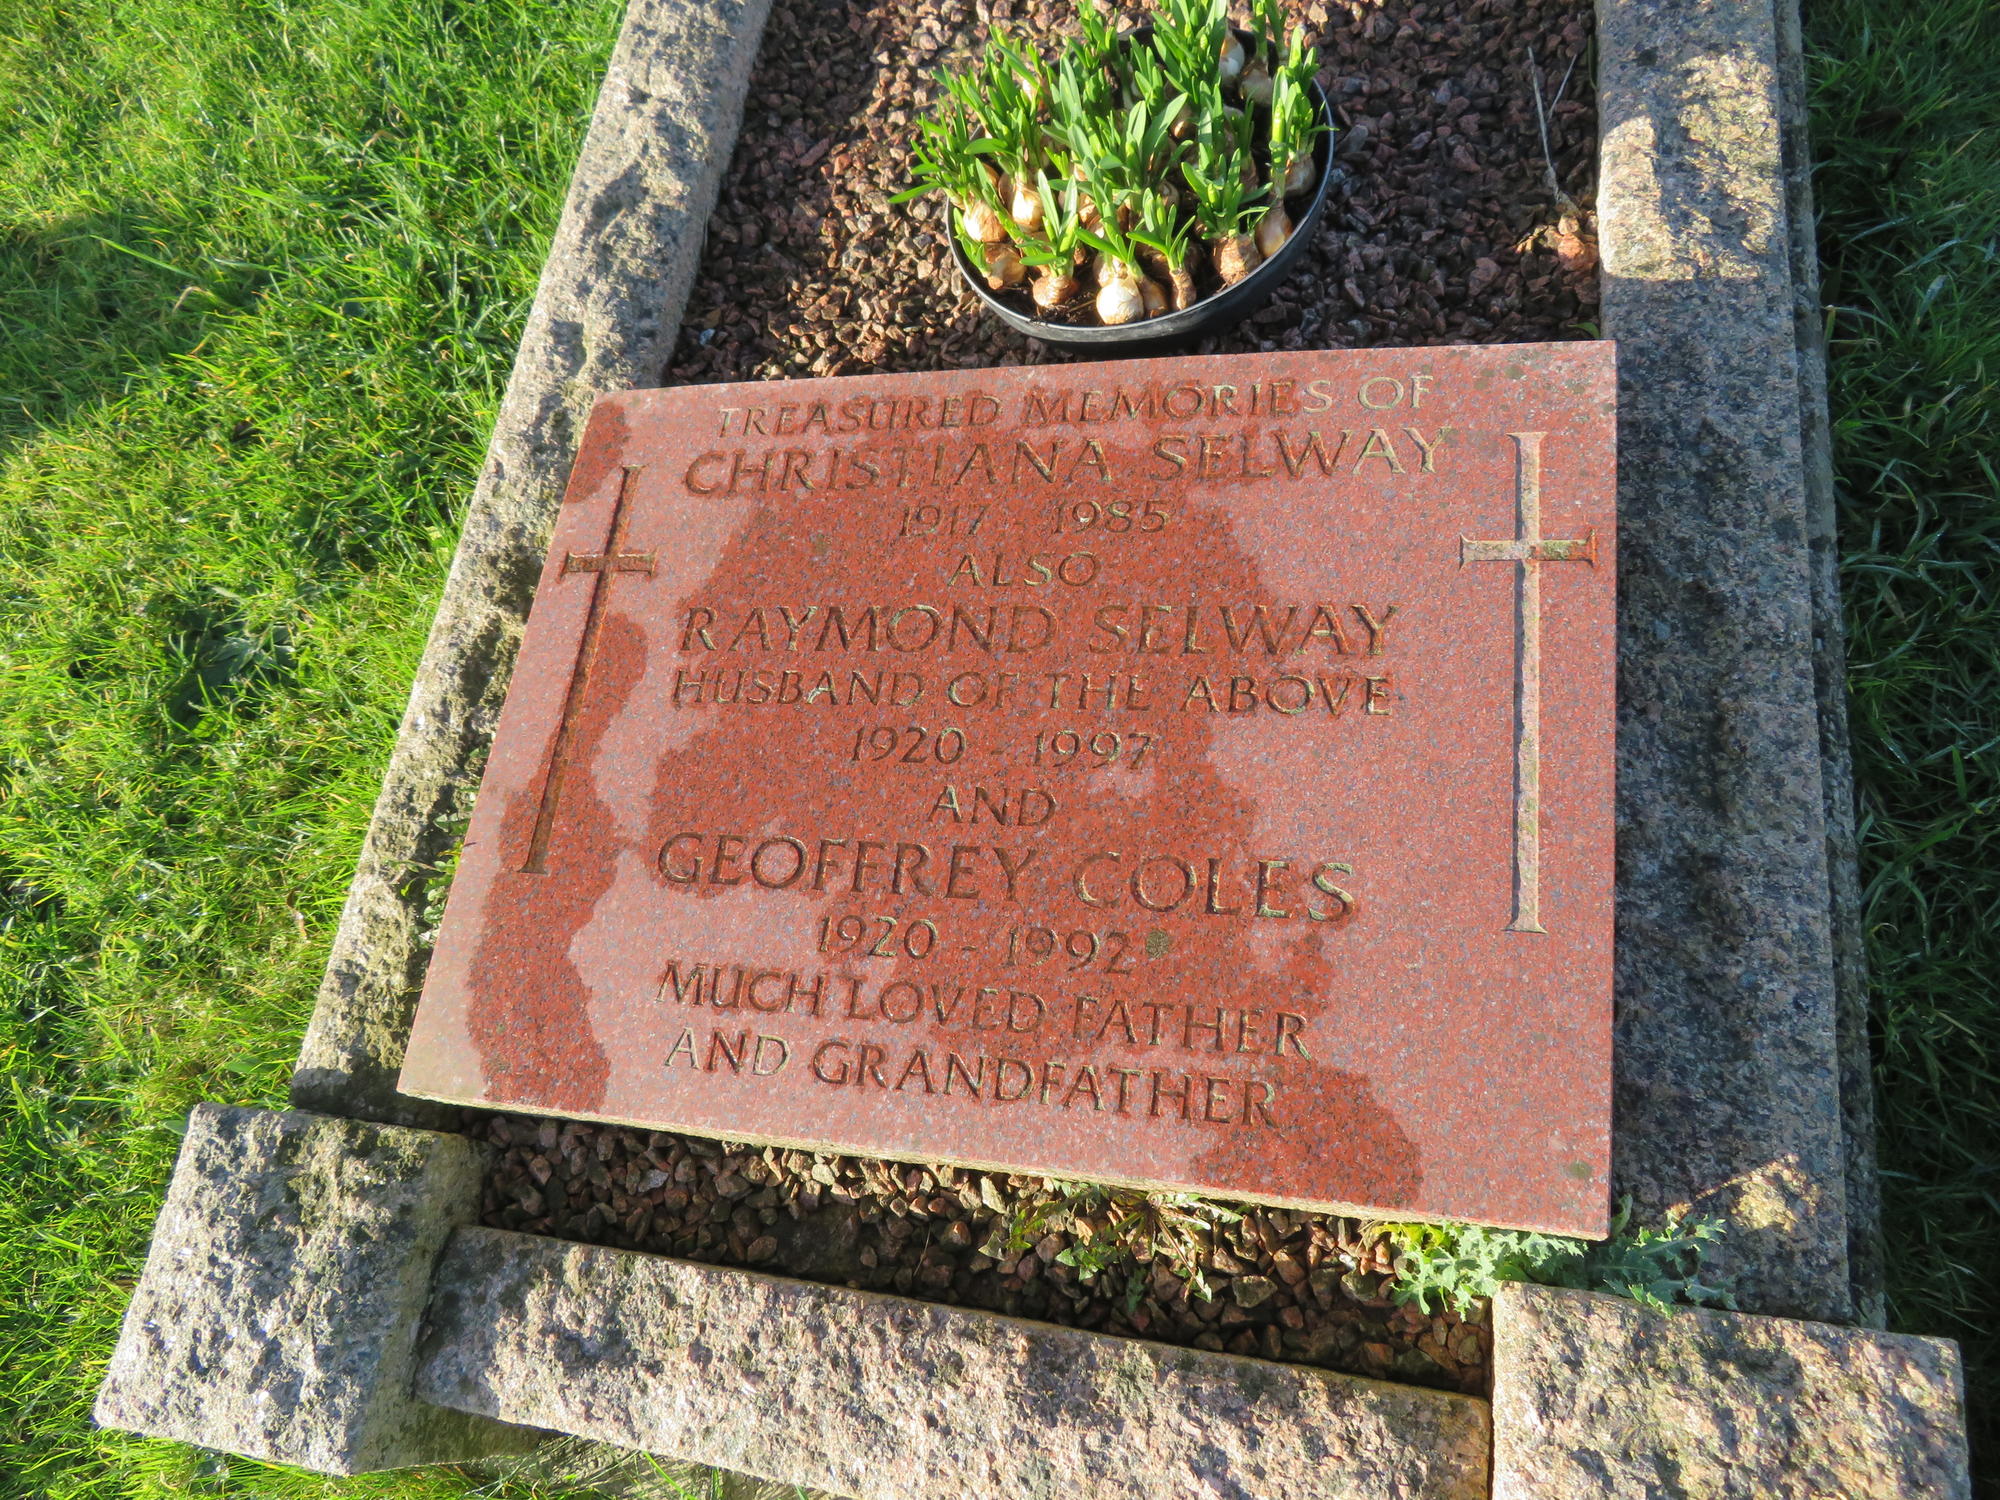 TREASURED MEMORIES OF
CHRISTIANA SELWAY
1917 - 1985
ALSO
RAYMOND SELWAY
HUSBAND OF THE ABOVE
1920 - 1997
AND
GEOFFREY COLES
1920 - 1992
MUCH LOVED FATHER
AND GRANDFATHER